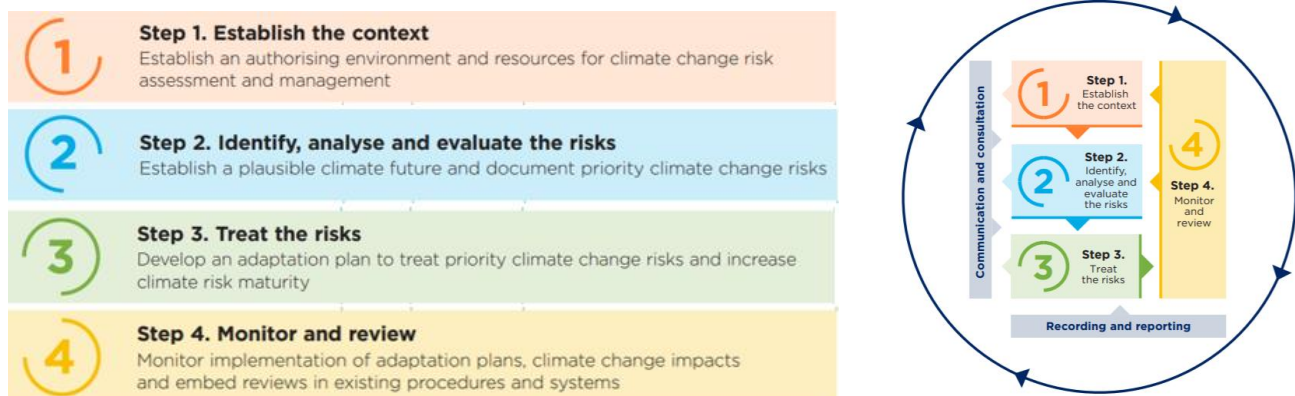 1
Step 1. Establish the context
Establish an authorising environment and resources for climate change risk
assessment and management
2
Step 2. Identify, analyse and evaluate the risks
Establish a plausible climate future and document priority climate change risks
3
Step 3. Treat the risks
Develop an adaptation plan to treat priority climate change risks and increase
climate risk maturity
4
Step 4. Monitor and review
Monitor implementation of adaptation plans, climate change impacts
and embed reviews in existing procedures and systems
Communication and consultation
1
Step 1.
Establish
the context
2
Step 2.
Identify,
analyse and
evaluate
the risks
3
Step 3.
Treat
the risks
4
Step 4.
Monitor
and
review
Recording and reporting